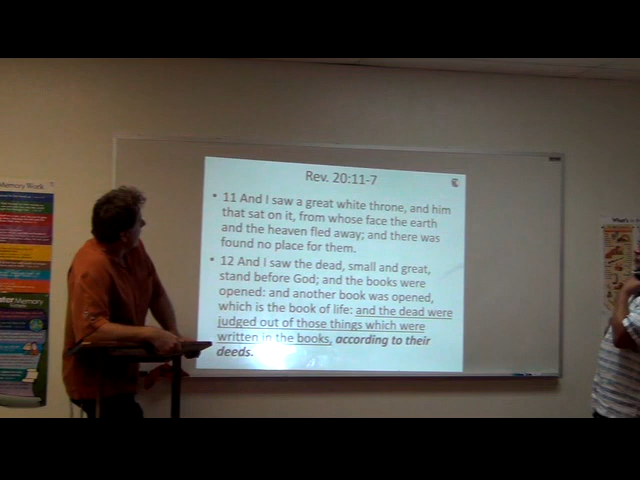 Rev. 20:11-7
• 11 And I saw a great white throne, and him
that sat on it, from whose face the earth
and the heaven fled away; and there was
found no place for them.
• 12 And I saw the dead, small and great,
stand before God; and the books were
opened: and another book was opened,
which is the book of life: and the dead were
judged out of those things which were
written in the books, according to their
deeds.
Memory Work
Memory